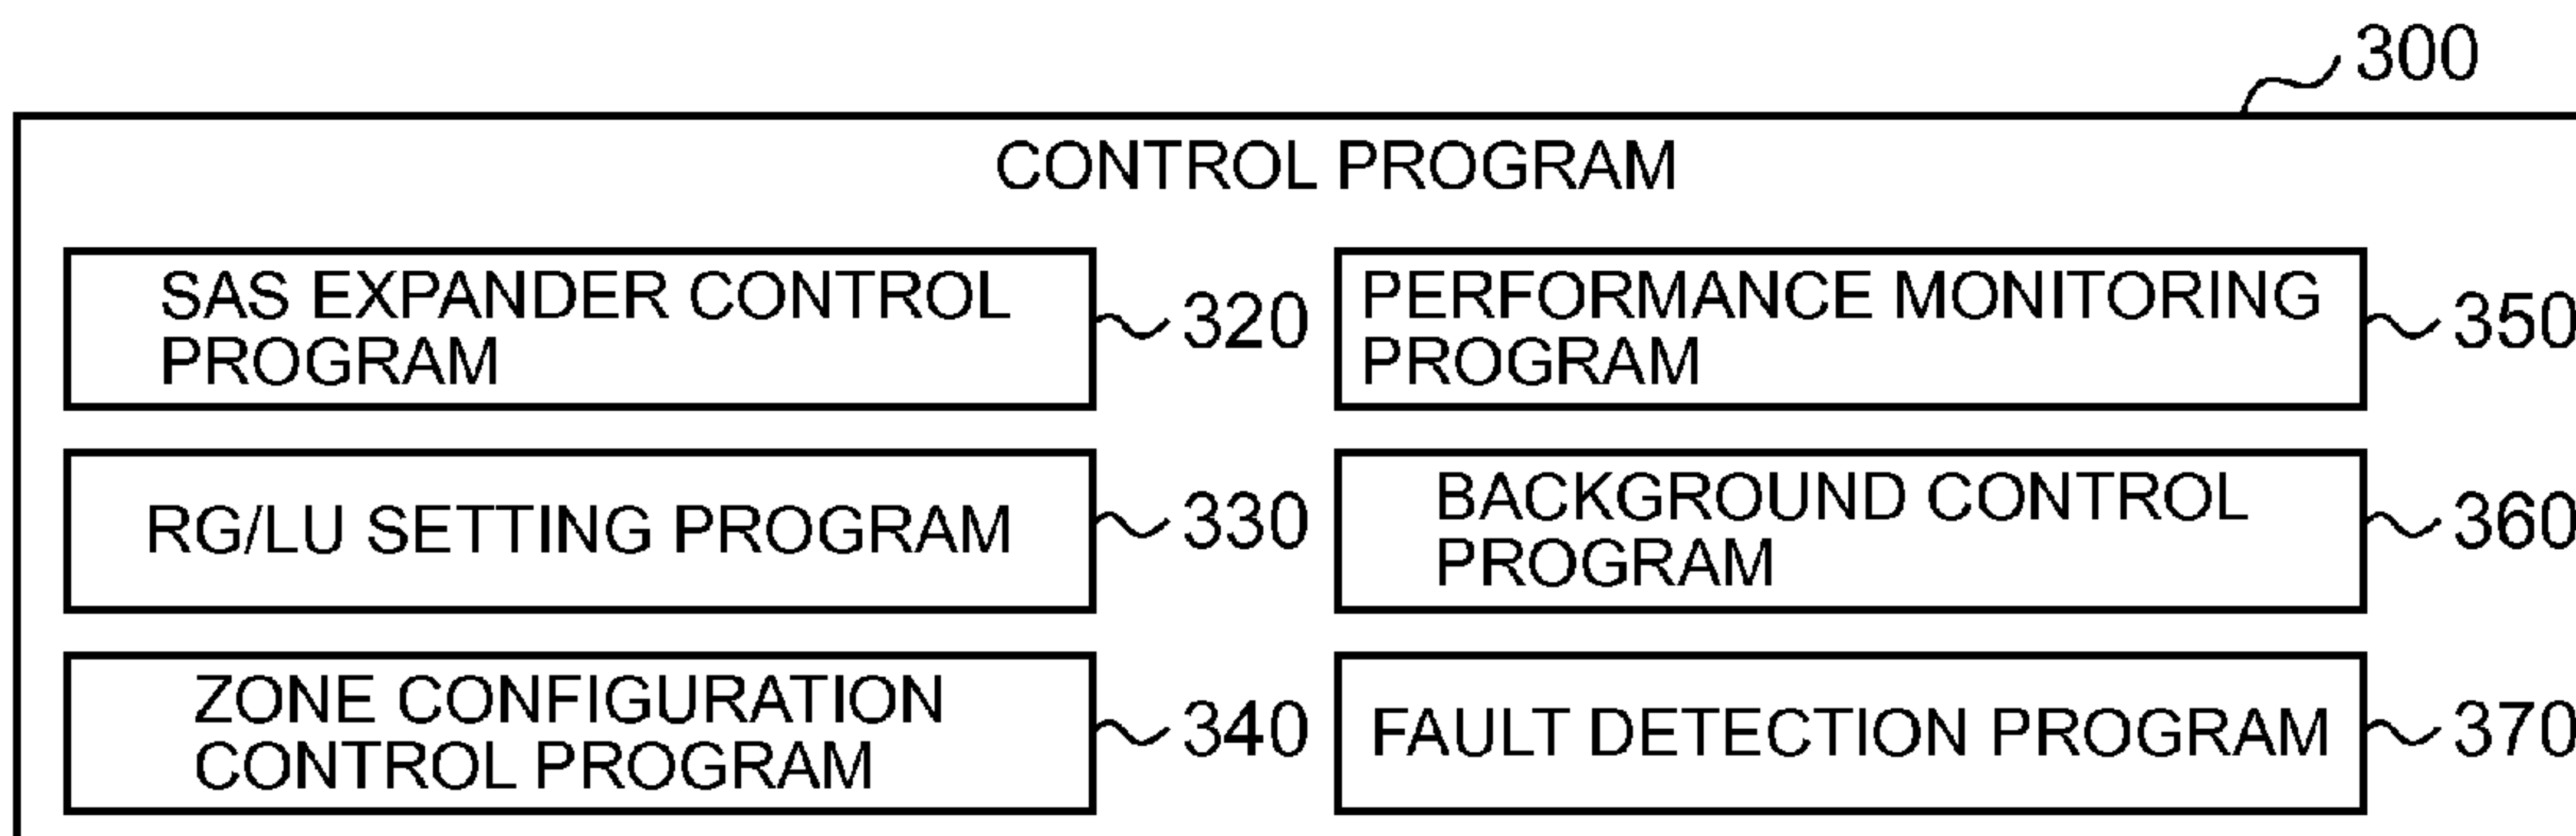 300
CONTROL PROGRAM
SAS EXPANDER CONTROL
PROGRAM
320
PERFORMANCE MONITORING
PROGRAM
350
RG/LU SETTING PROGRAM
330
BACKGROUND CONTROL
PROGRAM
360
ZONE CONFIGURATION
CONTROL PROGRAM
340
FAULT DETECTION PROGRAM
370